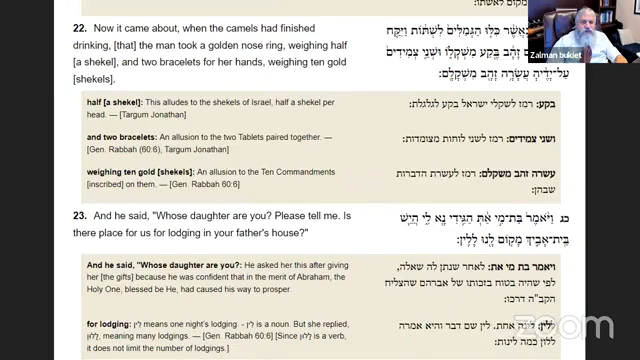 22. Now it came about, when the camels had finished
drinking, [that] the man took a golden nose ring, weighing half
[a shekel], and two bracelets for her hands, weighing ten gold
[shekels].
כַּאֲשֶׁר כִּלּוּ הַגְּמַלִּים לִשְׁתּוֹת וַיִּקַּח
זָהָב בֶּקַע מִשְׁקָלוֹ וּשְׁנֵי צְמִידִים
עַל־יָדֶיהָ עֲשָׂרָה זָהָב מִשְׁקָלָם:
Zalman bukiet
half [a shekel]: This alludes to the shekels of Israel, half a shekel per
head. — [Targum Jonathan]
בקע: רמז לשקלי ישראל בקע לגלגלת:
and two bracelets: An allusion to the two Tablets paired together. —
[Gen. Rabbah (60:6), Targum Jonathan]
ושני צמידים: רמז לשני לוחות מצומדות:
weighing ten gold [shekels]: An allusion to the Ten Commandments
[inscribed] on them. — [Gen. Rabbah 60:6]
עשרה זהב משקלם: רמז לעשרת הדברות
שבהן:
23. And he said, "Whose daughter are you? Please tell me. Is
there place for us for lodging in your father's house?"
כג וַיֹּאמֶר בַּת־מִי אַתְּ הַגִּידִי נָא לִי הֲיֵשׁ
בֵּית־אָבִיךְ מָקוֹם לָנוּ לָלִין:
And he said, "Whose daughter are you?: He asked her this after giving
her [the gifts] because he was confident that in the merit of Abraham, the
Holy One, blessed be He, had caused his way to prosper.
ויאמר בת מי את: לאחר שנתן לה שאלה,
לפי שהיה בטוח בזכותו של אברהם שהצליח
הקב"ה דרכו:
for lodging: לִין means one night's lodging. - לִין is a noun. But she replied,
לָלוּן, meaning many lodgings. — [Gen. Rabbah 60:6] [Since לָלוּן is a verb,
it does not limit the number of lodgings.]
ללין: לינה אחת. לין שם דבר והיא אמרה
ללון כמה לינות:
zoom